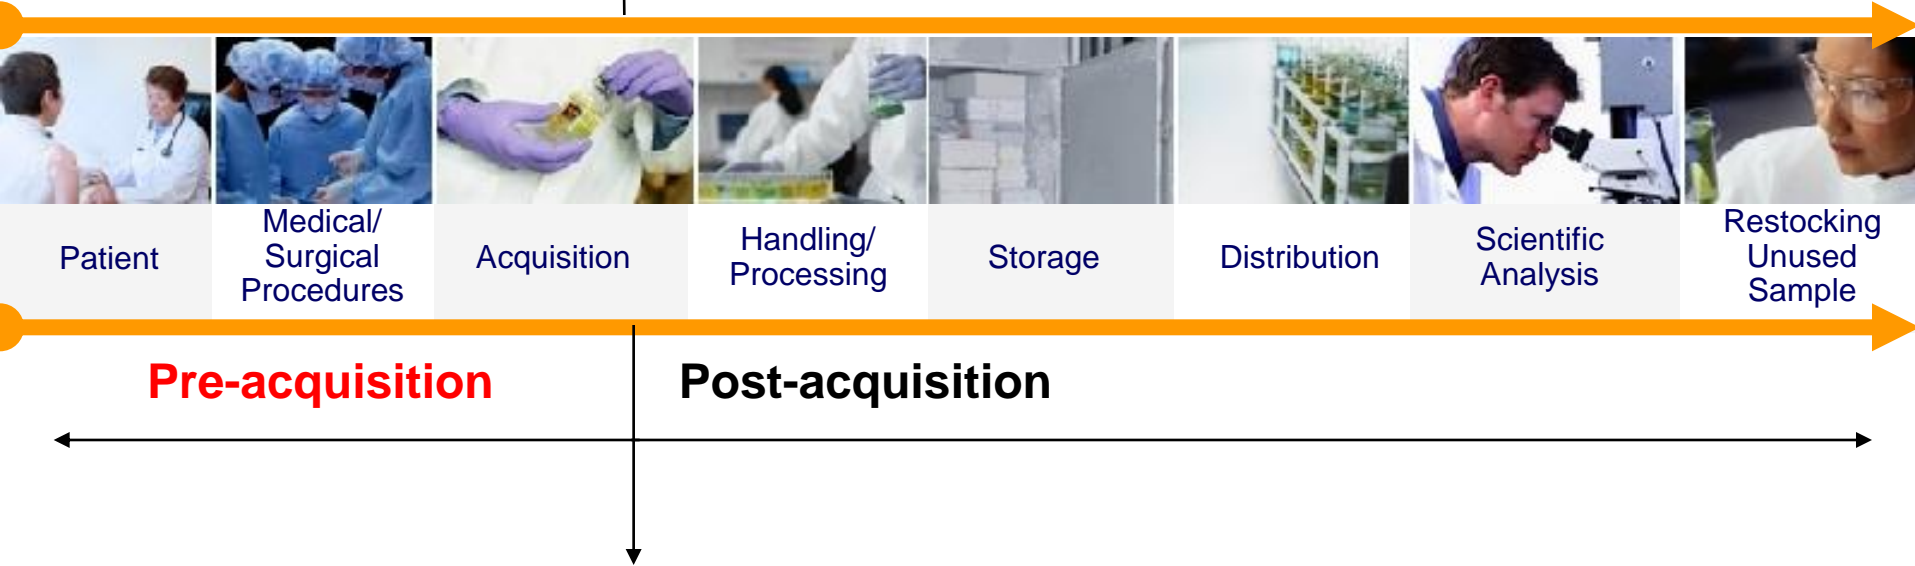 Patient
Medical/
Surgical
Procedures
Acquisition
Handling/
Processing
Storage
Distribution
Scientific
Analysis
Restocking
Unused
Sample
Pre-acquisition
Post-acquisition